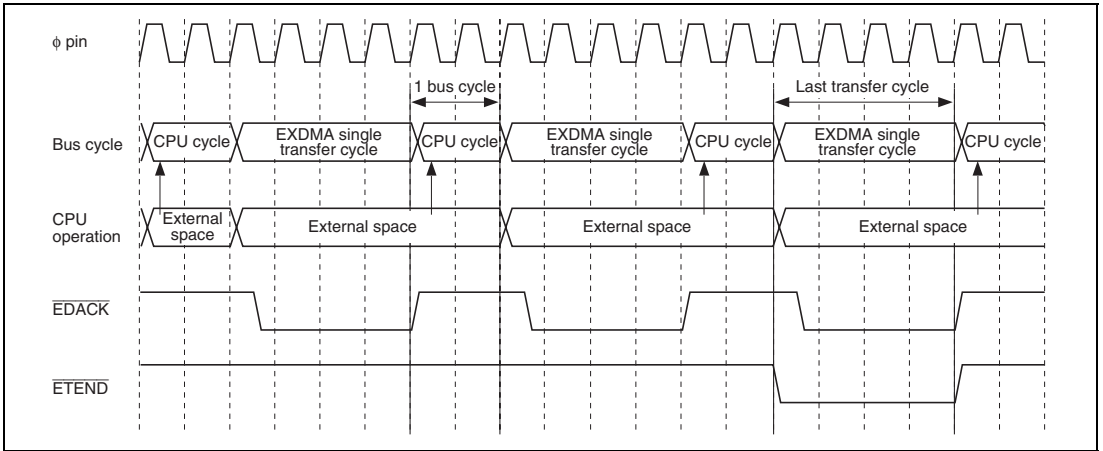 φ pin
1 bus cycle
Last transfer cycle
Bus cycle
CPU cycle
EXDMA single
transfer cycle
CPU cycle
EXDMA single
transfer cycle
CPU cycle
EXDMA single
transfer cycle
CPU cycle
CPU
operation
External
space
External space
External space
External space
EDACK
ETEND